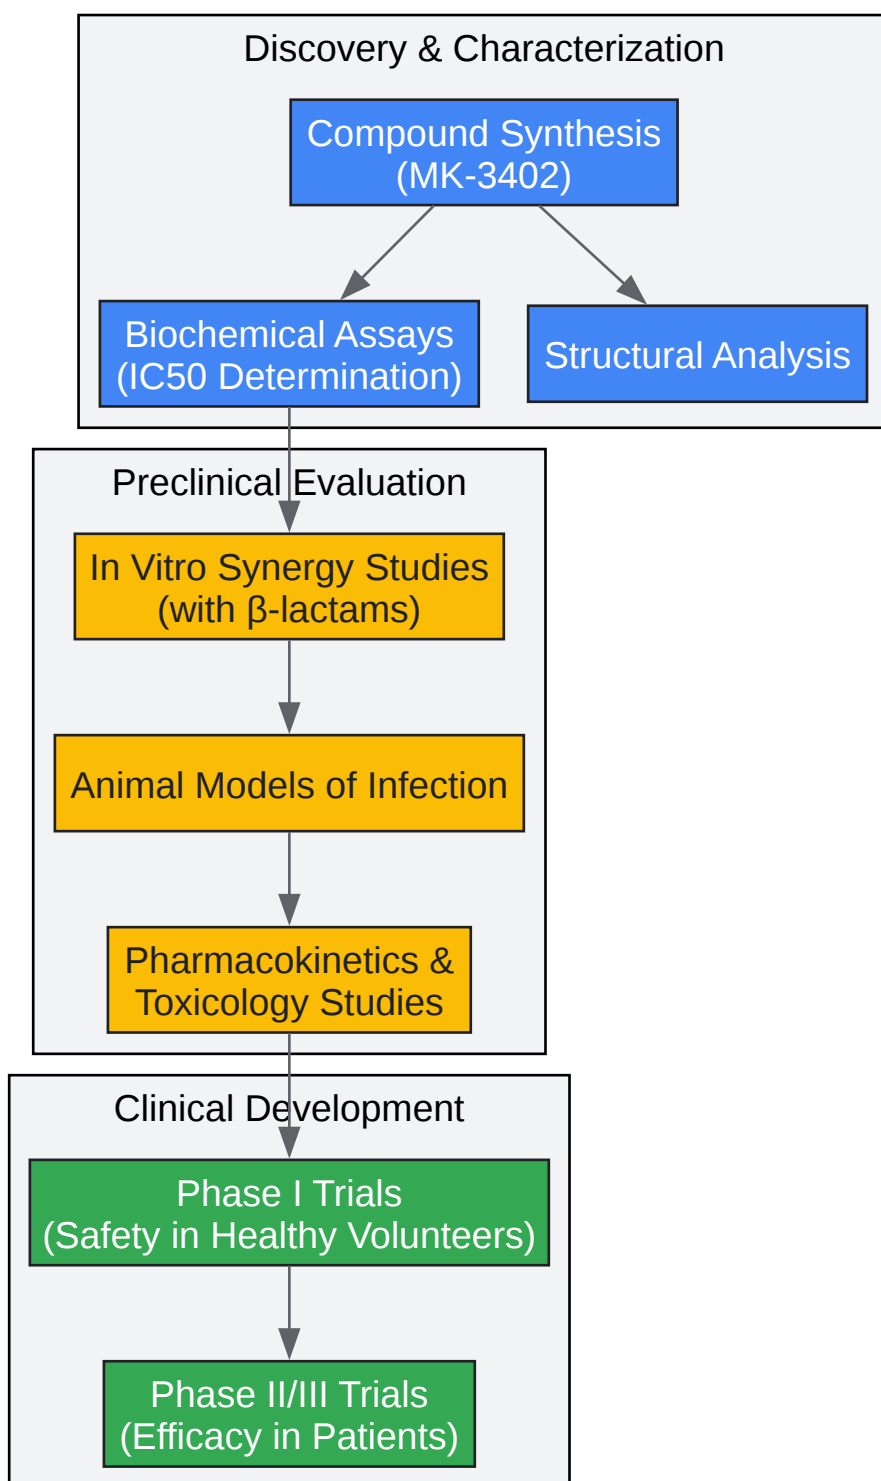 Discovery & Characterization
Compound Synthesis
(MK-3402)
Biochemical Assays
(IC50 Determination)
Structural Analysis
Preclinical Evaluation
In Vitro Synergy Studies
(with β-lactams)
Animal Models of Infection
Pharmacokinetics &
Toxicology Studies
Clinical Development
Phase I Trials
(Safety in Healthy Volunteers)
Phase II/III Trials
(Efficacy in Patients)